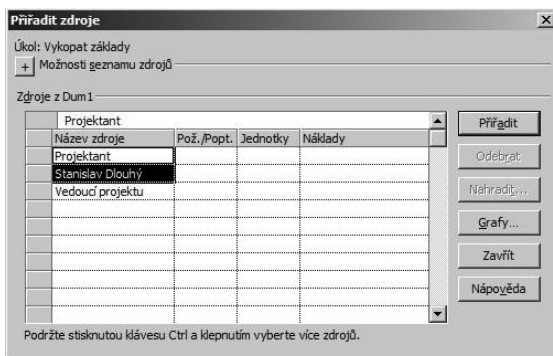 Přiřadit zdroje
Úkol: Vykopat základy
+ Možnosti seznamu zdrojů
Zdroje z Dum1
Projektant
Název zdroje Pož./Popt. Jednotky Náklady
Projektant
Stanislav Dlouhý
Vedoucí projektu
Přiřadit
Odebrat
Nahradit...
Grafy...
Zavřít
Nápověda
Podržte stisknutou klávesu Ctrl a klepnutím vyberte více zdrojů.